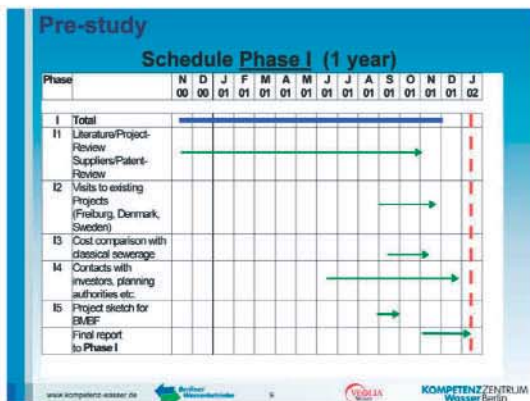 Pre-study
Schedule Phase I (1 year)
Phase N D J F M A M J J A S O N D J
00 00 01 01 01 01 01 01 01 01 01 01 01 01 02
I Total
I1 Literature/Project-
Review
Suppliers/Patent-
Review
I2 Visits to existing
Projects
(Freiburg, Denmark,
Sweden)
I3 Cost comparison with
classical sewerage
I4 Contacts with
investors, planning
authorities etc.
I5 Project sketch for
BMBF
Final report
to Phase I
www.kompetenz-wasser.de Berliner Wasserbetriebe VEOLIA KOMPETENZZENTRUM
Wasser Berlin